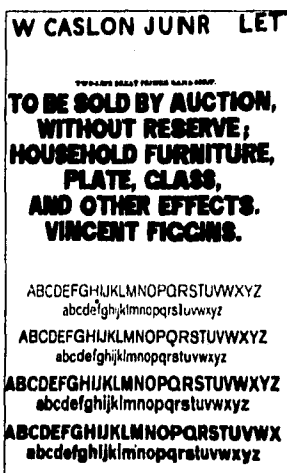 W CASLON JUNR LET
TO BE SOLD BY AUCTION,
WITHOUT RESERVE;
HOUSEHOLD FURNITURE,
PLATE, GLASS,
AND OTHER EFFECTS.
VINCENT FIGGINS.
ABCDEFGHIJKLMNOPQRSTUVWXYZ
abcdefghijklmnopqrstuvwxyz
ABCDEFGHIJKLMNOPQRSTUVWXYZ
abcdefghijklmnopqrstuvwxyz
ABCDEFGHIJKLMNOPQRSTUVWXYZ
abcdefghijklmnopqrstuvwxyz
ABCDEFGHIJKLMNOPQRSTUVWX
abcdefghijklmnopqrstuvwxyz